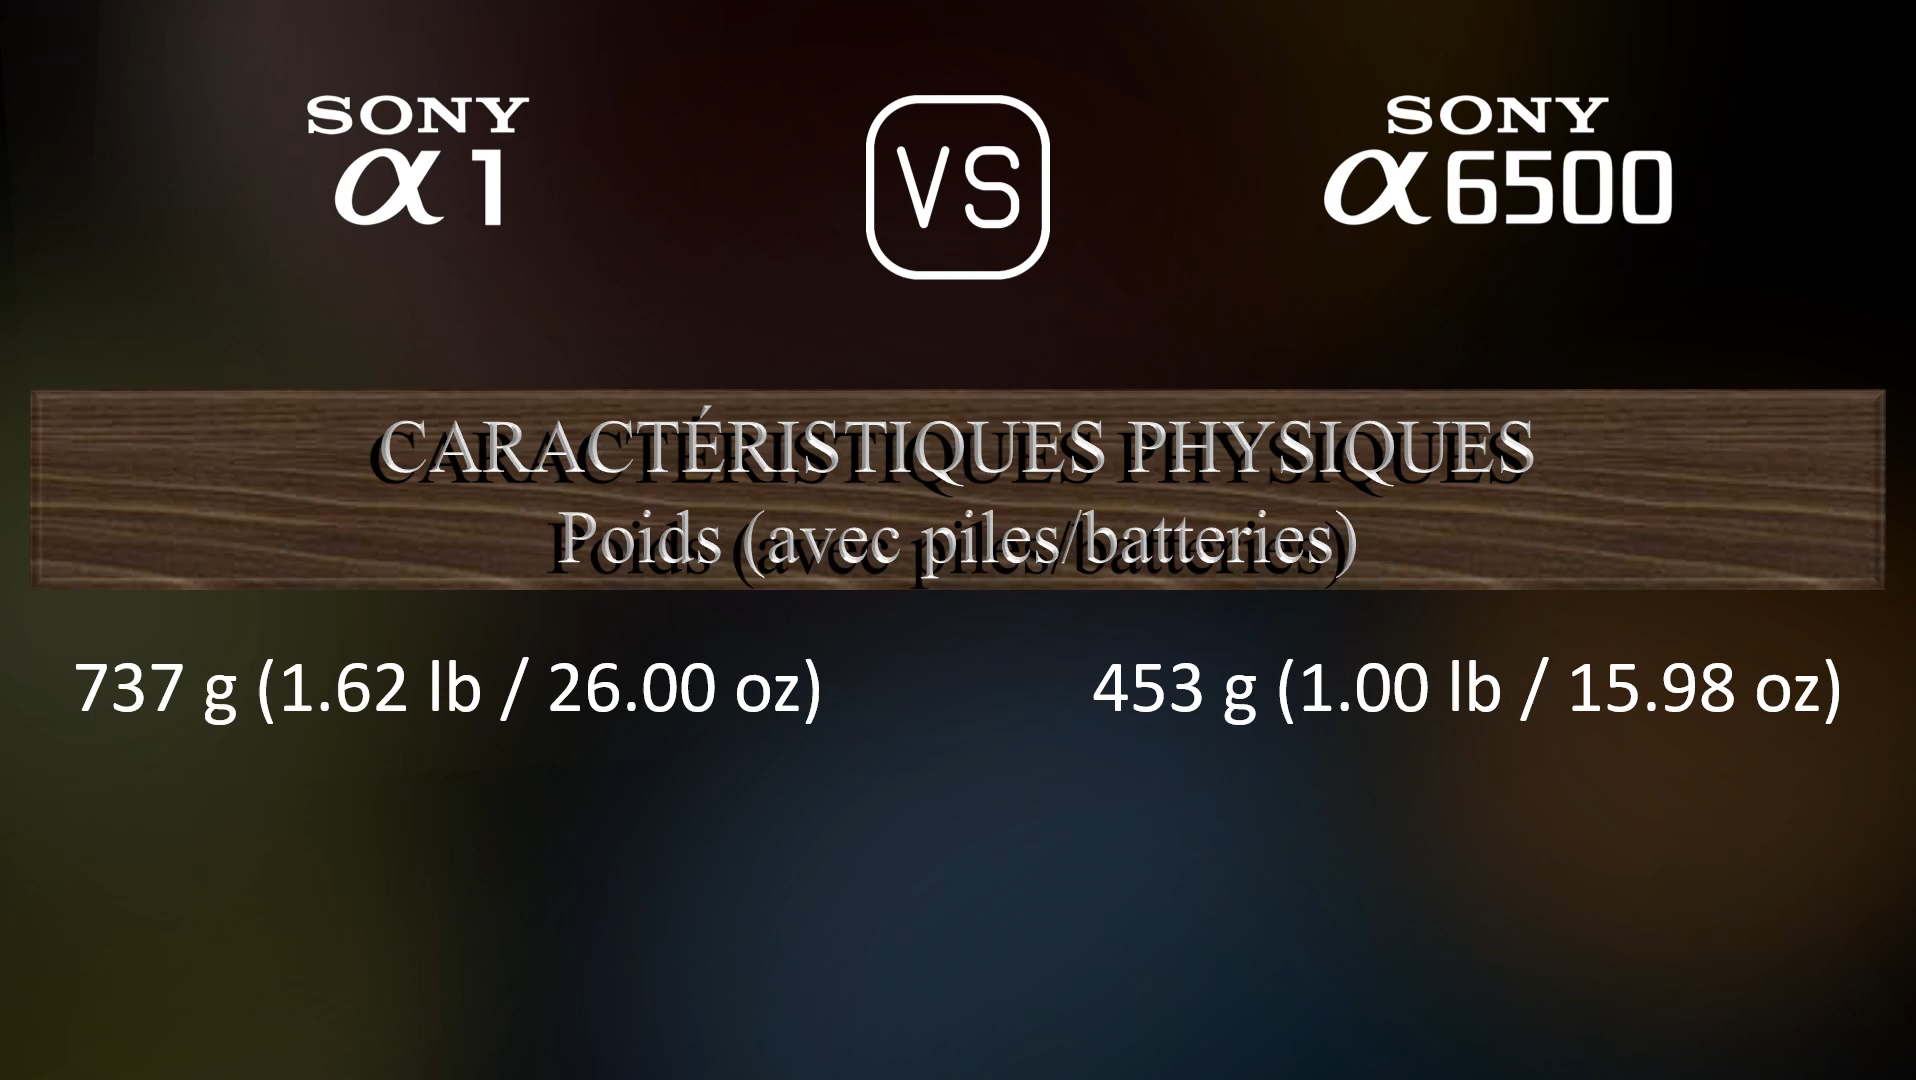 SONY
α1
VS
SONY
α6500
CARACTÉRISTIQUES PHYSIQUES
Poids (avec piles/batteries)
737 g (1.62 lb / 26.00 oz)
453 g (1.00 lb / 15.98 oz)